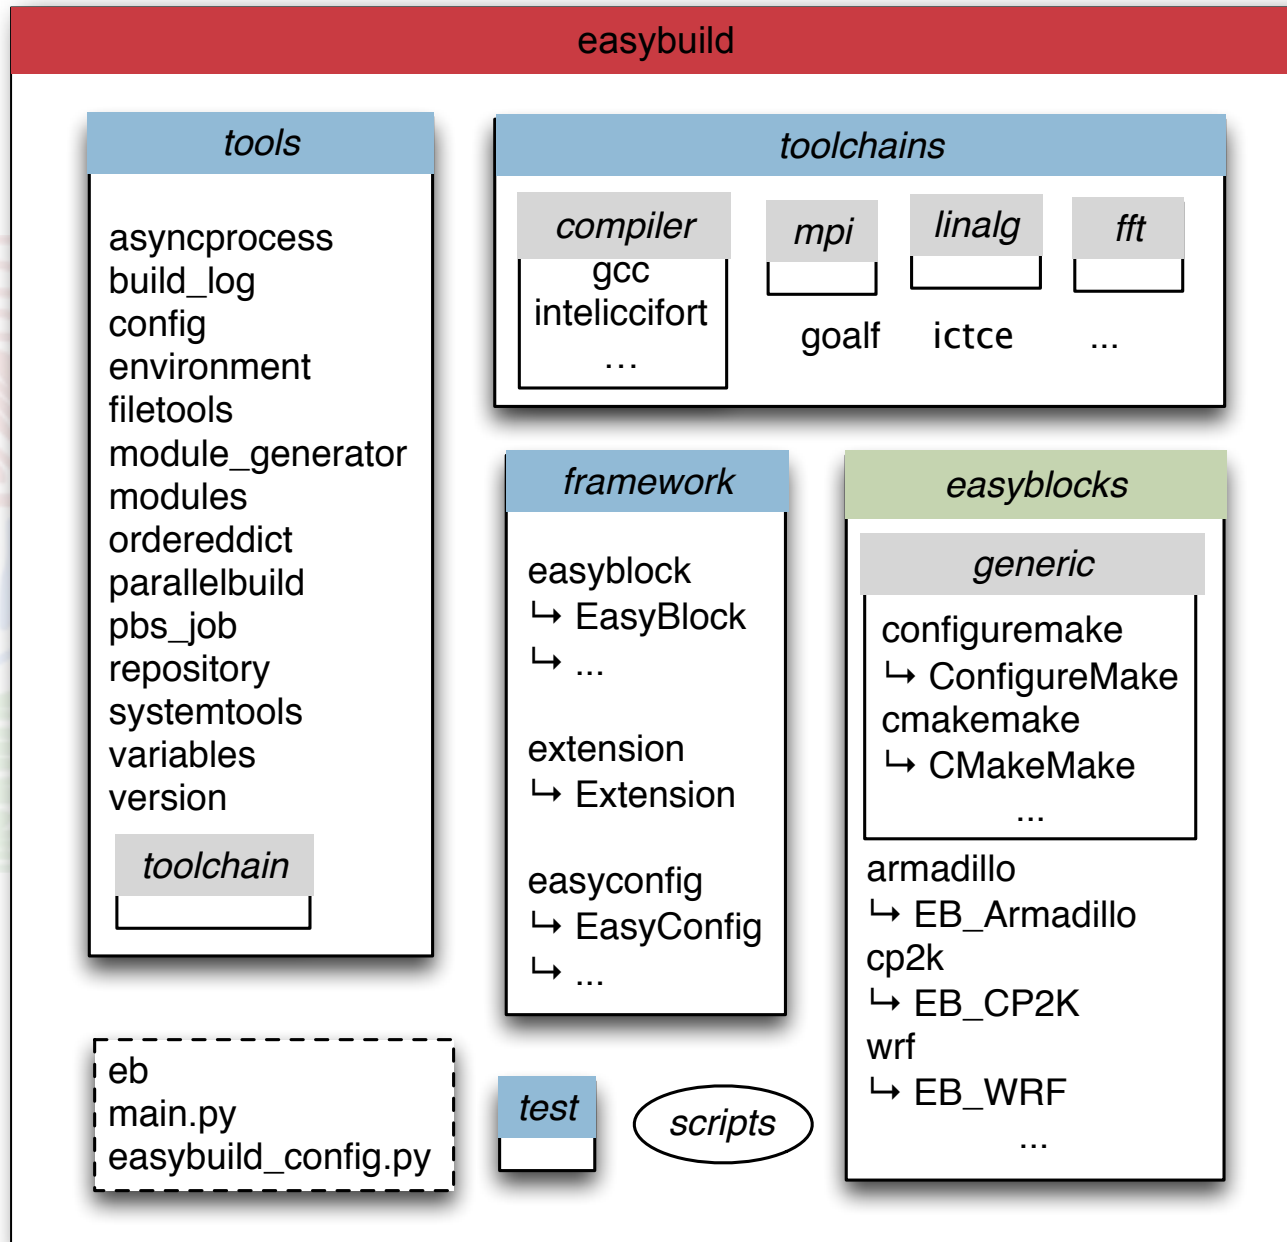 easybuild
tools
asyncprocess
build_log
config
environment
filetools
module_generator
modules
ordereddict
parallelbuild
pbs_job
repository
systemtools
variables
version
toolchain
toolchains
compiler
gcc
inteliccifort
...
mpi
linalg
fft
goalf ictce ...
framework
easyblock
↳ EasyBlock
↳ ...
extension
↳ Extension
easyconfig
↳ EasyConfig
↳ ...
easyblocks
generic
configuremake
↳ ConfigureMake
cmakemake
↳ CMakeMake
...
armadillo
↳ EB_Armadillo
cp2k
↳ EB_CP2K
wrf
↳ EB_WRF
...
eb
main.py
easybuild_config.py
test
scripts